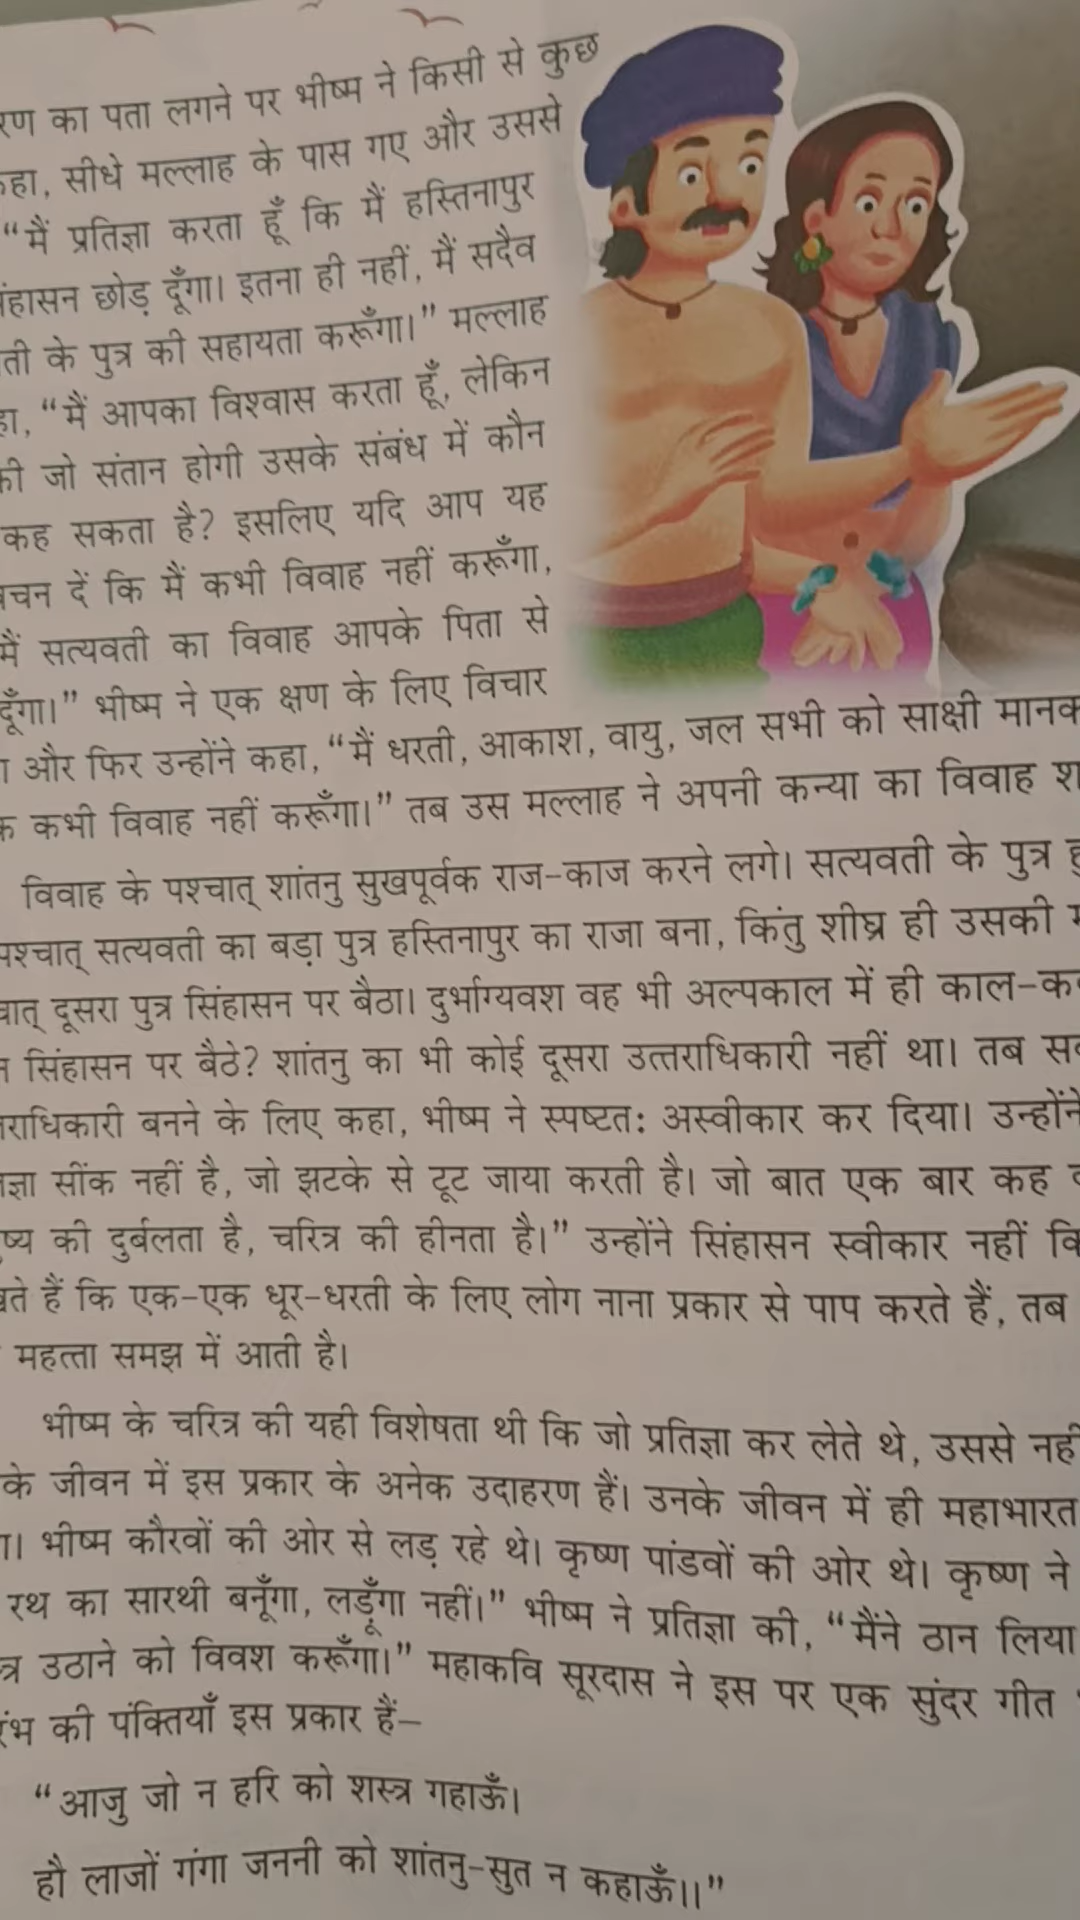 का पता लगने पर भीष्म ने किसी से कुछ
सीधे मल्लाह के पास गए और उससे
“मैं प्रतिज्ञा करता हूँ कि मैं हस्तिनापुर
छोड़ दूँगा। इतना ही नहीं, मैं सदैव
के पुत्र की सहायता करूँगा।” मल्लाह
“मैं आपका विश्वास करता हूँ, लेकिन
जो संतान होगी उसके संबंध में कौन
कह सकता है? इसलिए यदि आप यह
दें कि मैं कभी विवाह नहीं करूँगा,
मैं सत्यवती का विवाह आपके पिता से
दूँगा।” भीष्म ने एक क्षण के लिए विचार
और फिर उन्होंने कहा, “मैं धरती, आकाश, वायु, जल सभी को साक्षी
कभी विवाह नहीं करूँगा।” तब उस मल्लाह ने अपनी कन्या का विवाह
विवाह के पश्चात् शांतनु सुखपूर्वक राज-काज करने लगे। सत्यवती के पुत्र
सत्यवती का बड़ा पुत्र हस्तिनापुर का राजा बना, किंतु शीघ्र ही उसकी
दूसरा पुत्र सिंहासन पर बैठा। दुर्भाग्यवश वह भी अल्पकाल में ही
सिंहासन पर बैठे? शांतनु का भी कोई दूसरा उत्तराधिकारी नहीं था। तब
बनने के लिए कहा, भीष्म ने स्पष्टत: अस्वीकार कर दिया। उन्होंने
सींक नहीं है, जो झटके से टूट जाया करती है। जो बात एक बार कह
की दुर्बलता है, चरित्र की हीनता है।” उन्होंने सिंहासन स्वीकार नहीं
हैं कि एक-एक धूर-धरती के लिए लोग नाना प्रकार से पाप करते हैं, तब
महत्ता समझ में आती है।
भीष्म के चरित्र की यही विशेषता थी कि जो प्रतिज्ञा कर लेते थे, उससे
के जीवन में इस प्रकार के अनेक उदाहरण हैं। उनके जीवन में ही महाभारत
भीष्म कौरवों की ओर से लड़ रहे थे। कृष्ण पांडवों की ओर थे। कृष्ण ने
रथ का सारथी बनूँगा, लड़ूँगा नहीं।” भीष्म ने प्रतिज्ञा की, “मैंने ठान लिया
उठाने को विवश करूँगा।” महाकवि सूरदास ने इस पर एक सुंदर गीत
की पंक्तियाँ इस प्रकार हैं–
“आजु जो न हरि को शस्त्र गहाऊँ।
हौ लाजों गंगा जननी को शांतनु-सुत न कहाऊँ।।”